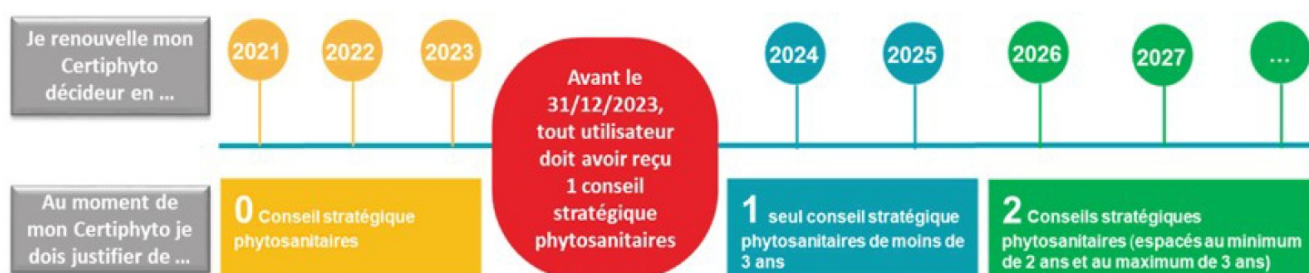 Je renouvelle mon
Certiphyto
décideur en ...
2021
2022
2023
Avant le
31/12/2023,
tout utilisateur
doit avoir reçu
1 conseil
stratégique
phytosanitaires
2024
2025
2026
2027
...
Au moment de
mon Certiphyto je
dois justifier de ...
0 Conseil stratégique
phytosanitaires
1 seul conseil stratégique
phytosanitaires de moins de
3 ans
2 Conseils stratégiques
phytosanitaires (espacés au minimum
de 2 ans et au maximum de 3 ans)